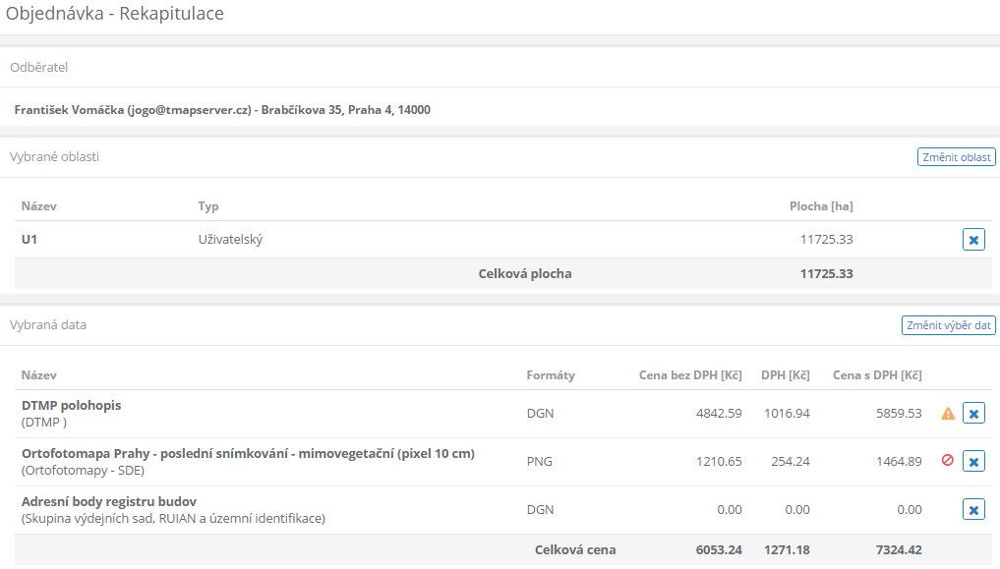 Objednávka - Rekapitulace
Odběratel
František Vomáčka (jogo@tmapserver.cz) - Brabčíkova 35, Praha 4, 14000
Vybrané oblasti Změnit oblast
Název Typ Plocha [ha]
U1 Uživatelský 11725.33
Celková plocha 11725.33
Vybraná data Změnit výběr dat
Název Formáty Cena bez DPH [Kč] DPH [Kč] Cena s DPH [Kč]
DTMP polohopis
(DTMP ) DGN 4842.59 1016.94 5859.53
Ortofotomapa Prahy - poslední snímkování - mimovegetační (pixel 10 cm)
(Ortofotomapy - SDE) PNG 1210.65 254.24 1464.89
Adresní body registru budov
(Skupina výdejních sad, RUIAN a územní identifikace) DGN 0.00 0.00 0.00
Celková cena 6053.24 1271.18 7324.42